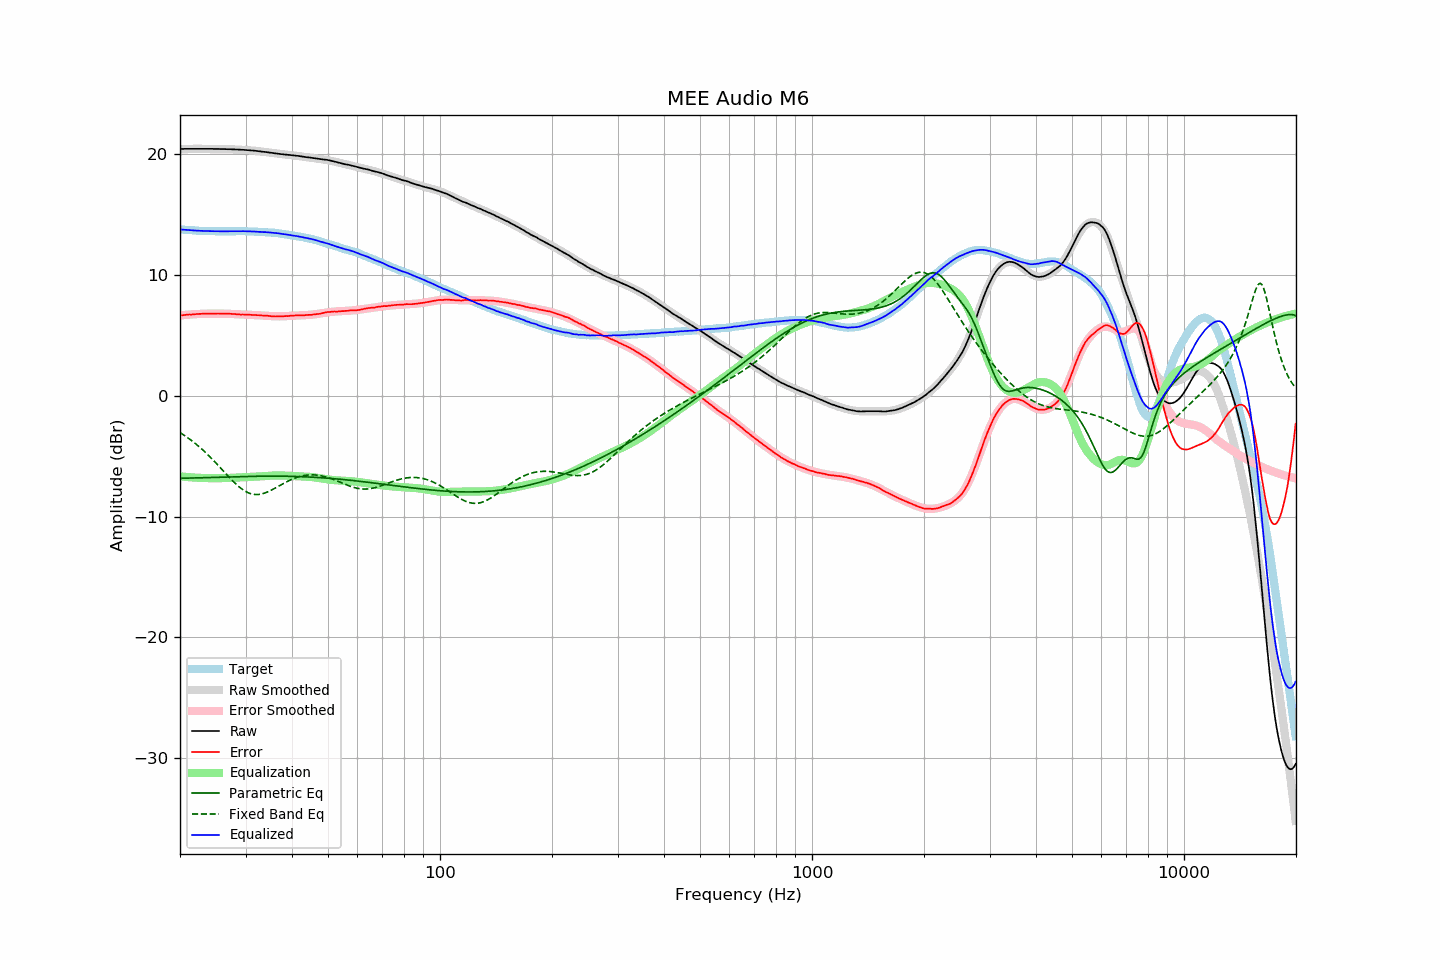 MEE Audio M6
Amplitude (dBr)
20
10
0
−10
−20
−30
Target
Raw Smoothed
Error Smoothed
Raw
Error
Equalization
Parametric Eq
Fixed Band Eq
Equalized
100
1000
10000
Frequency (Hz)